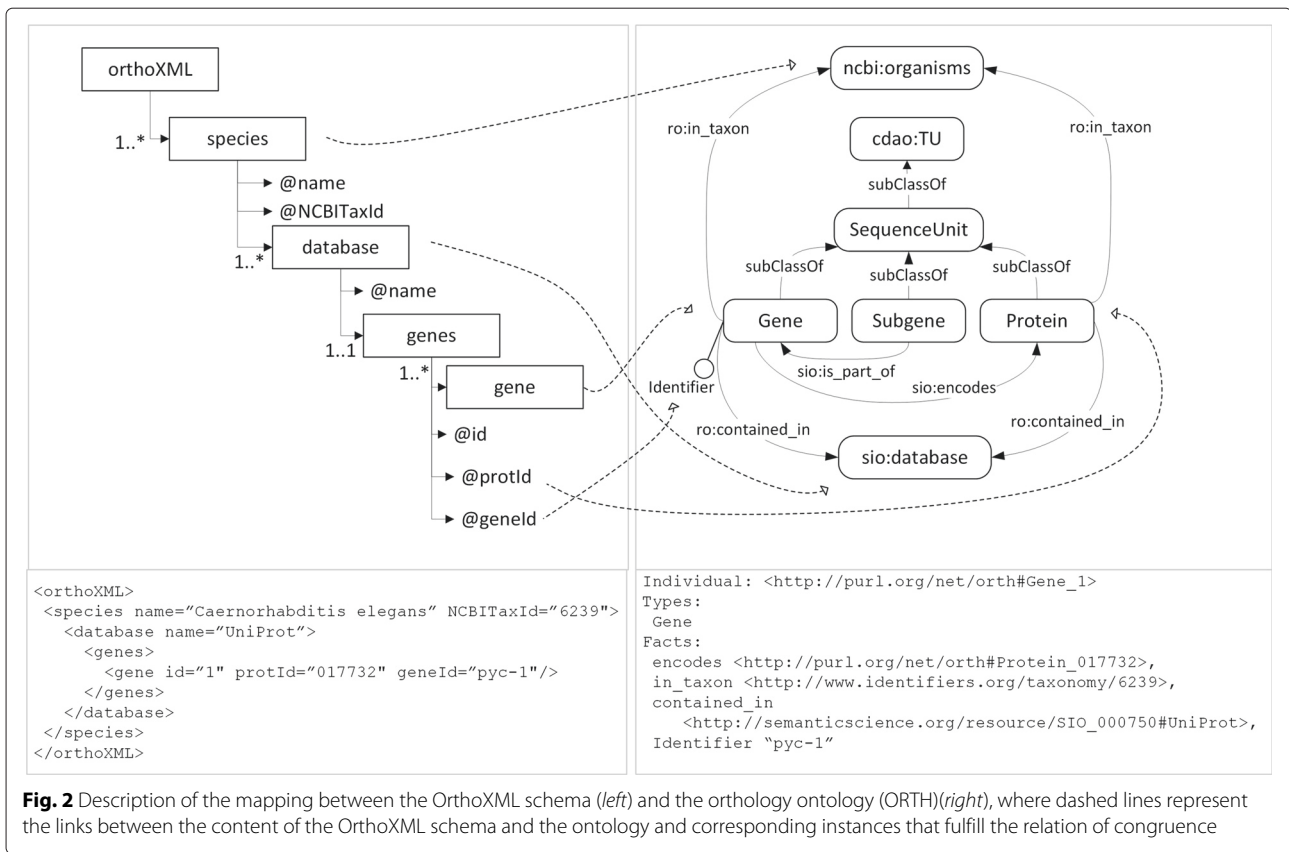 orthoXML
1..*
species
@name
@NCBITaxId
1..*
database
@name
1..1
genes
1..*
gene
@id
@protId
@geneId
ncbi:organisms
ro:in_taxon
ro:in_taxon
cdao:TU
subClassOf
SequenceUnit
subClassOf
subClassOf
subClassOf
Gene
Subgene
Protein
Identifier
sio:is_part_of
sio:encodes
ro:contained_in
ro:contained_in
sio:database
<orthoXML>
<species name="Caernorhabditis elegans" NCBITaxId="6239">
<database name="UniProt">
<genes>
<gene id="1" protId="017732" geneId="pyc-1"/>
</genes>
</database>
</species>
</orthoXML>
Individual: <http://purl.org/net/orth#Gene_1>
Types:
Gene
Facts:
encodes <http://purl.org/net/orth#Protein_017732>,
in_taxon <http://www.identifiers.org/taxonomy/6239>,
contained_in
<http://semanticscience.org/resource/SIO_000750#UniProt>,
Identifier "pyc-1"
Fig. 2 Description of the mapping between the OrthoXML schema (left) and the orthology ontology (ORTH)(right), where dashed lines represent
the links between the content of the OrthoXML schema and the ontology and corresponding instances that fulfill the relation of congruence